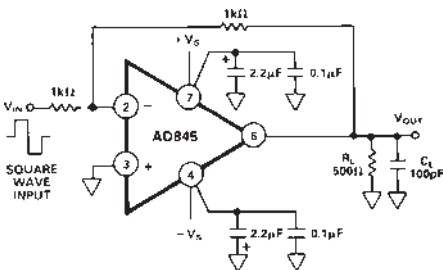 1kΩ
+VS
+
2.2μF
0.1μF
VIN
1kΩ
2
−
7
AD845
6
VOUT
SQUARE
WAVE
INPUT
3
+
4
RL
500Ω
CL
100pF
−VS
2.2μF
0.1μF
+